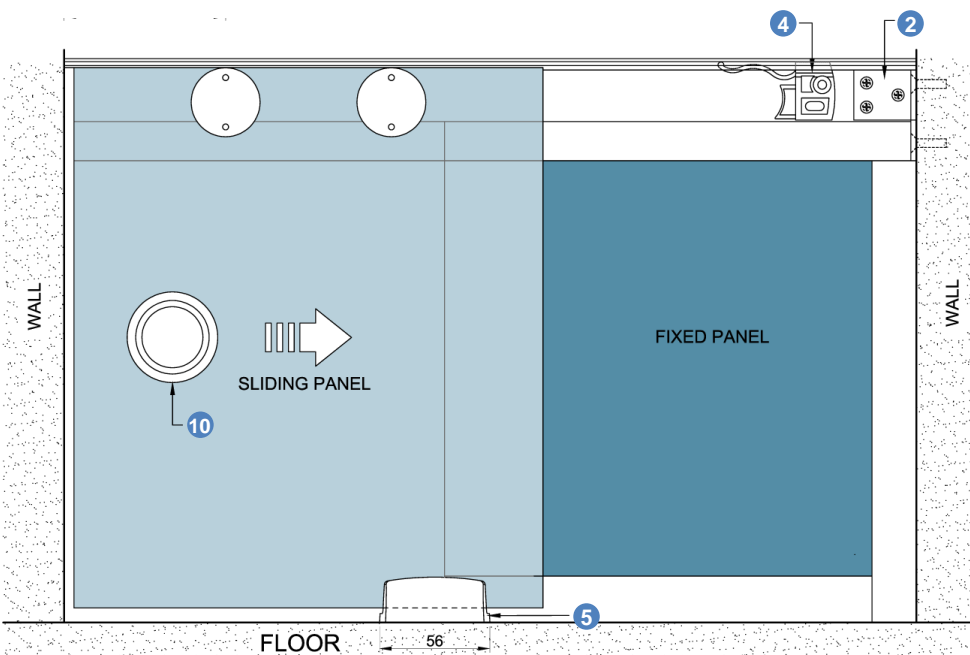 4
2
WALL
WALL
FIXED PANEL
SLIDING PANEL
10
5
FLOOR
56